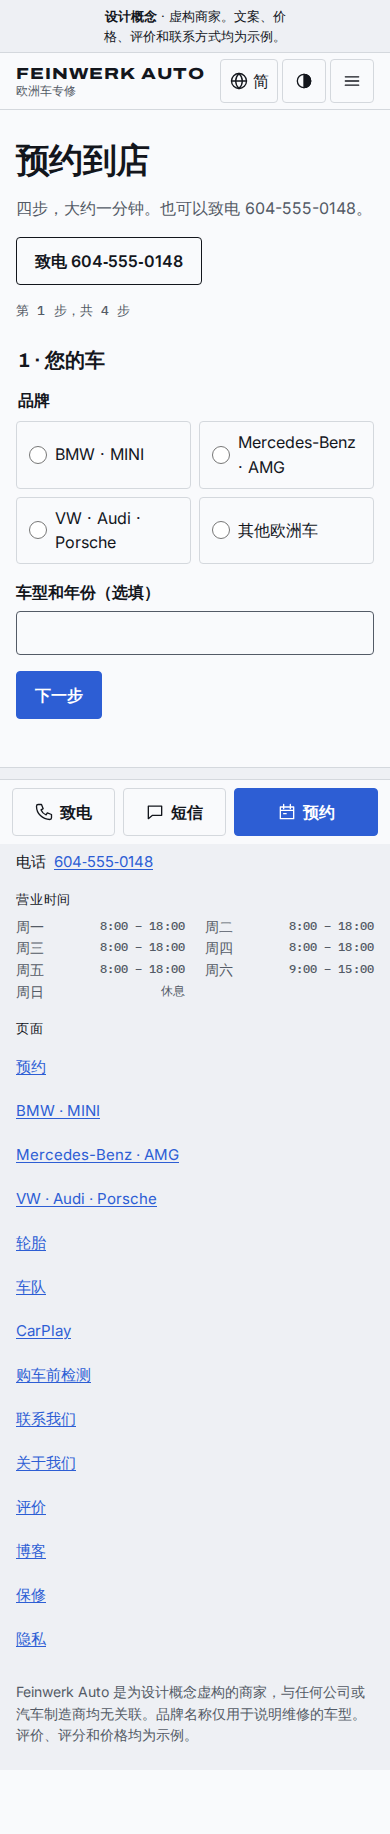 设计概念 · 虚构商家。文案、价
格、评价和联系方式均为示例。
FEINWERK AUTO
欧洲车专修
简
预约到店
四步，大约一分钟。也可以致电 604-555-0148。
致电 604-555-0148
第 1 步，共 4 步
1 · 您的车
品牌
BMW · MINI
Mercedes-Benz
· AMG
VW · Audi ·
Porsche
其他欧洲车
车型和年份（选填）
下一步
致电
短信
预约
电话 604-555-0148
营业时间
周一 8:00 – 18:00 周二 8:00 – 18:00
周三 8:00 – 18:00 周四 8:00 – 18:00
周五 8:00 – 18:00 周六 9:00 – 15:00
周日 休息
页面
预约
BMW · MINI
Mercedes-Benz · AMG
VW · Audi · Porsche
轮胎
车队
CarPlay
购车前检测
联系我们
关于我们
评价
博客
保修
隐私
Feinwerk Auto 是为设计概念虚构的商家，与任何公司或
汽车制造商均无关联。品牌名称仅用于说明维修的车型。
评价、评分和价格均为示例。